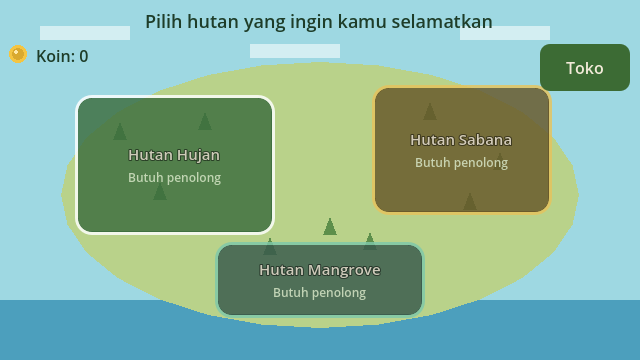 Pilih hutan yang ingin kamu selamatkan
Koin: 0
Toko
Hutan Hujan
Butuh penolong
Hutan Sabana
Butuh penolong
Hutan Mangrove
Butuh penolong